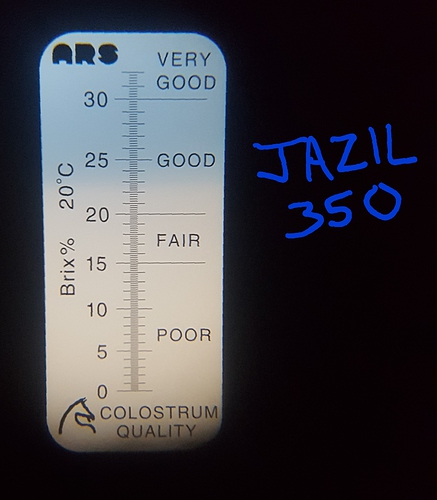 ARS
VERY
GOOD
30
25
GOOD
20
FAIR
15
10
POOR
5
0
Brix% 20°C
COLOSTRUM
QUALITY
JAZIL
350